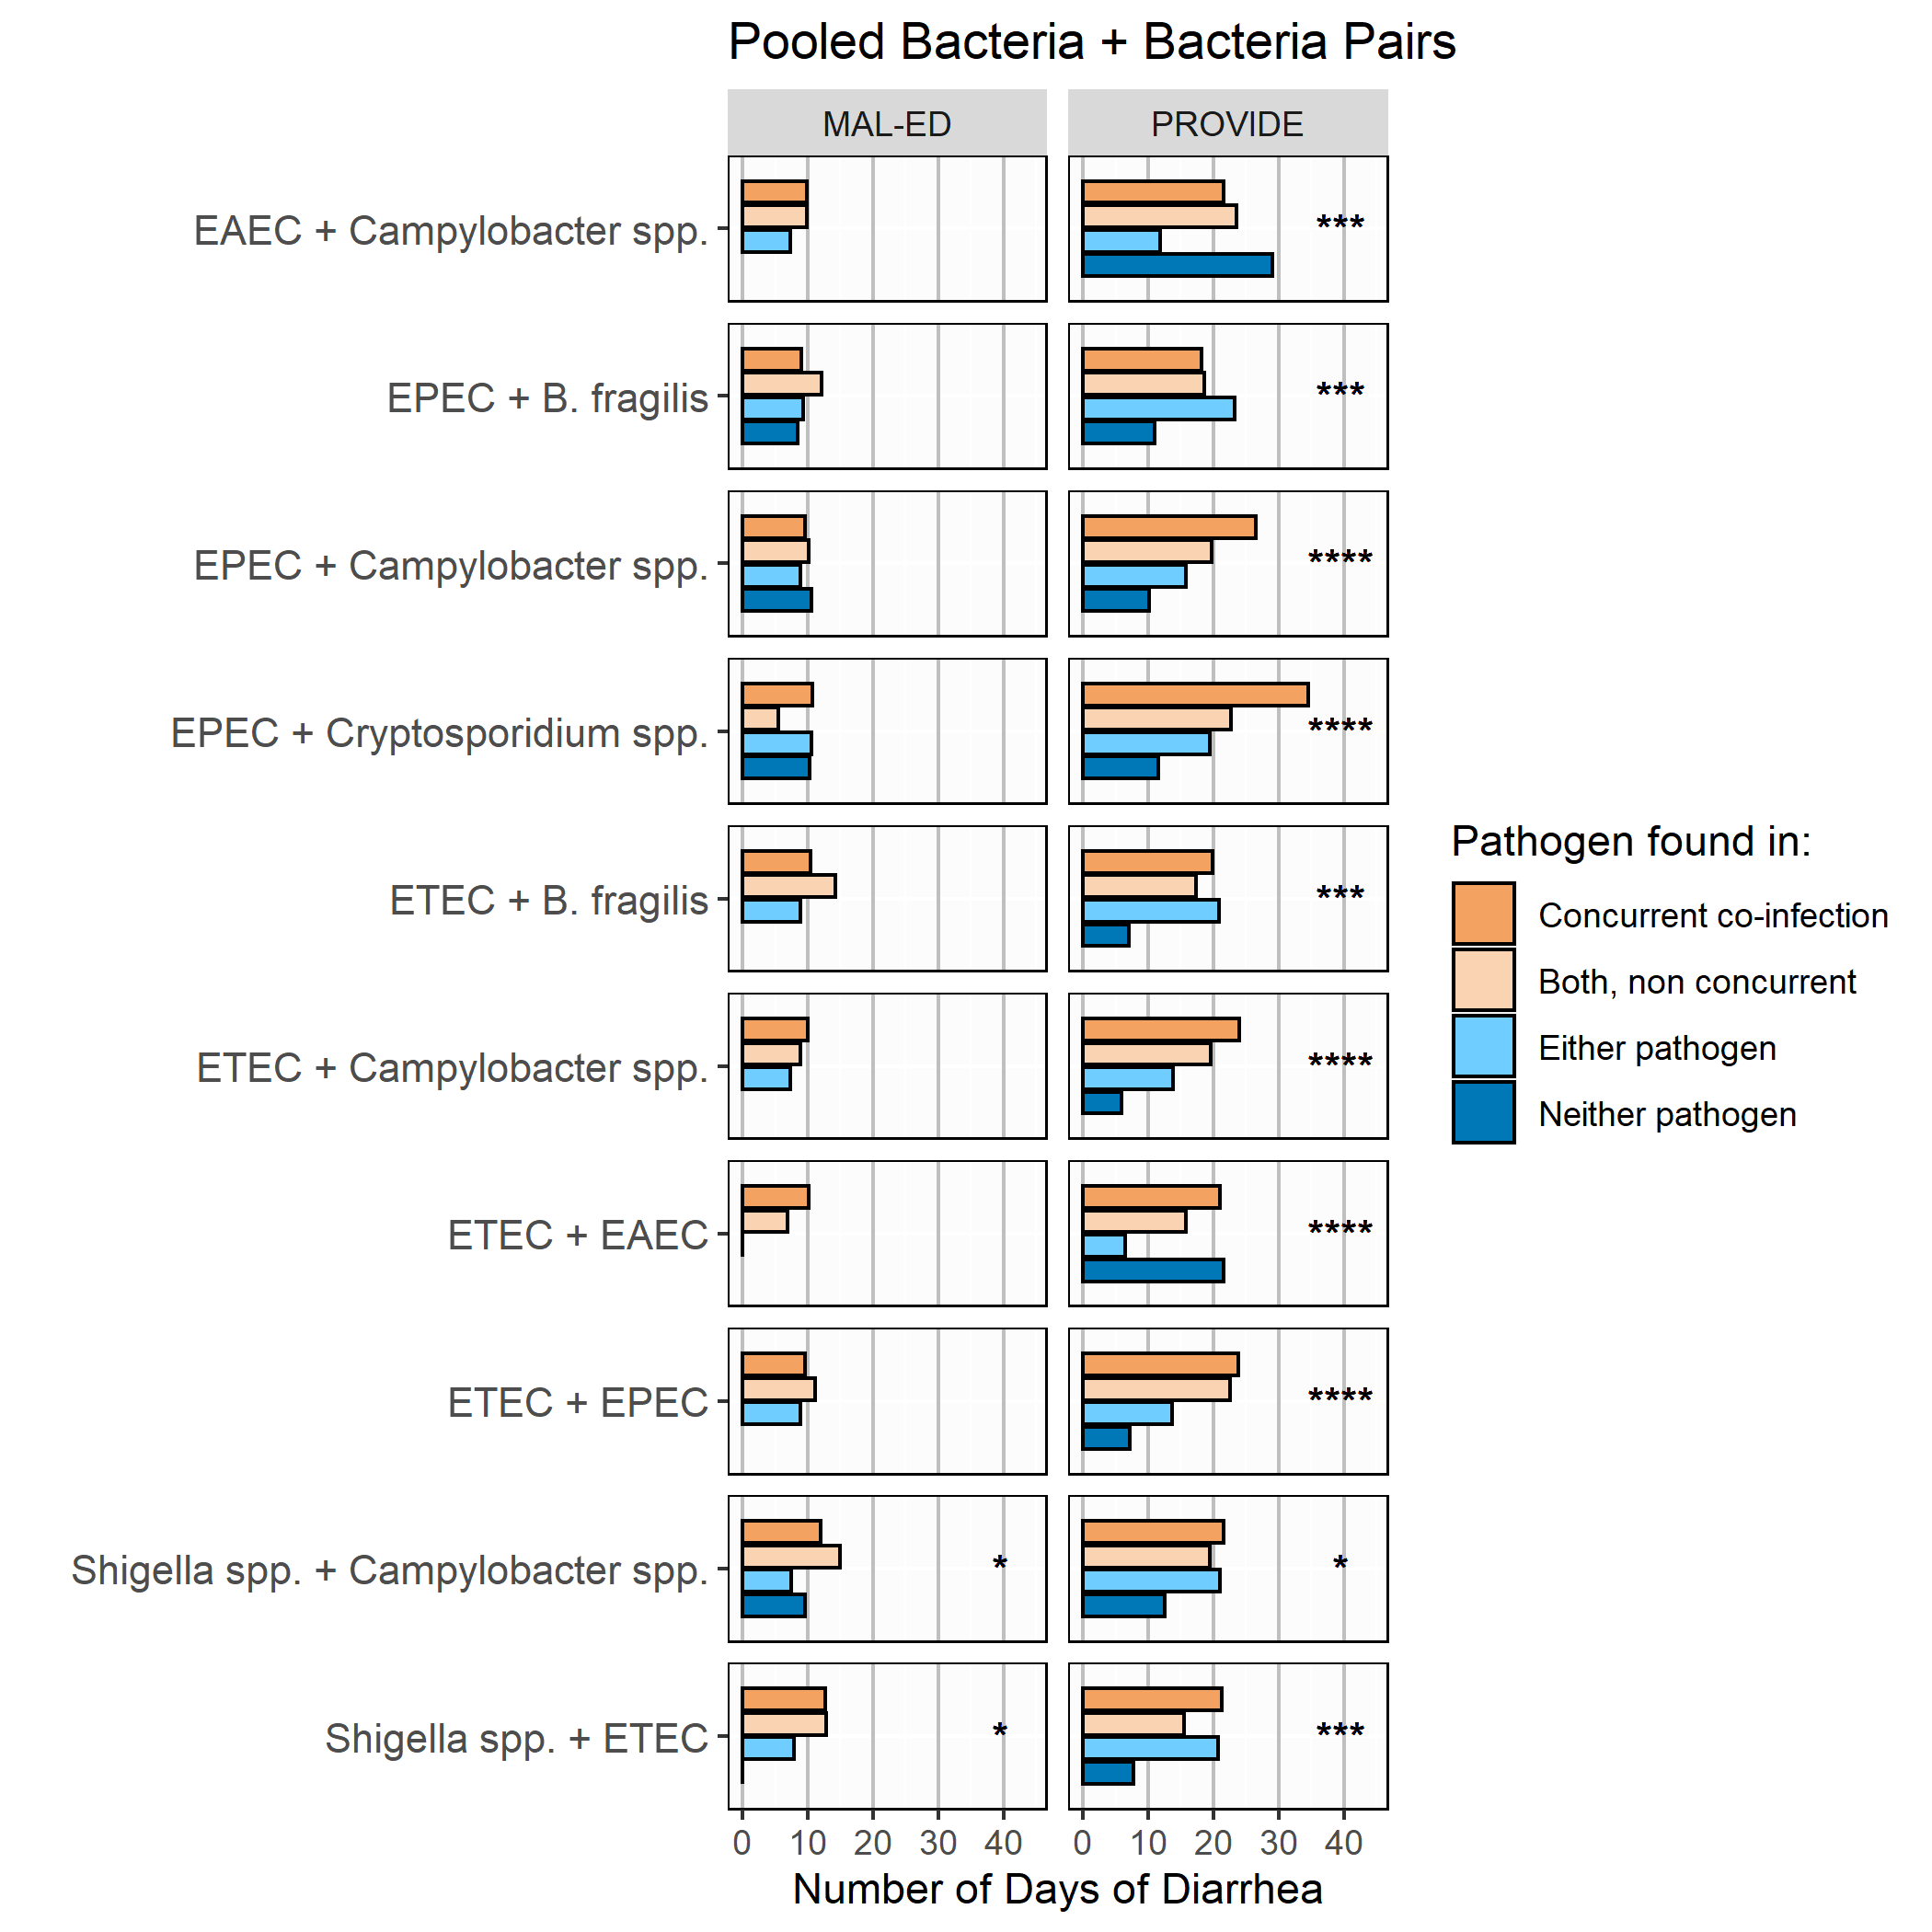 Pooled Bacteria + Bacteria Pairs
MAL-ED PROVIDE
EAEC + Campylobacter spp. ***
EPEC + B. fragilis ***
EPEC + Campylobacter spp. ****
EPEC + Cryptosporidium spp. ****
ETEC + B. fragilis ***
ETEC + Campylobacter spp. ****
ETEC + EAEC ****
ETEC + EPEC ****
Shigella spp. + Campylobacter spp. * *
Shigella spp. + ETEC * ***
0 10 20 30 40 0 10 20 30 40
Number of Days of Diarrhea
Pathogen found in:
Concurrent co-infection
Both, non concurrent
Either pathogen
Neither pathogen